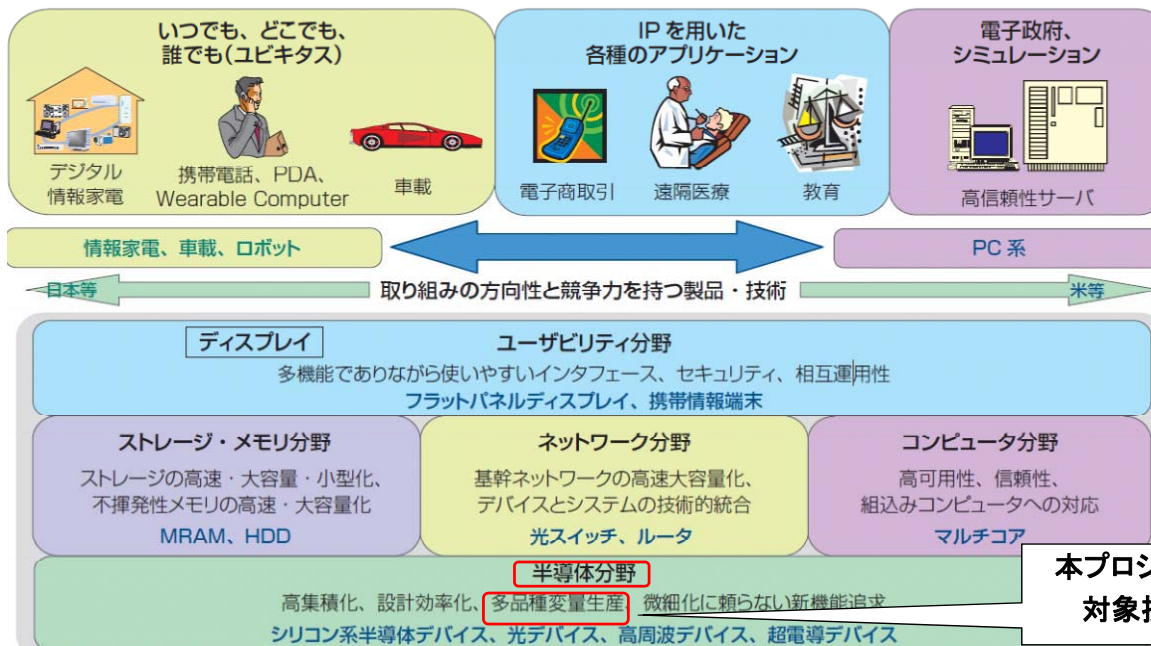 いつでも、どこでも、
誰でも(ユビキタス)
デジタル
情報家電
携帯電話、PDA、
Wearable Computer
車載
IPを用いた
各種のアプリケーション
電子商取引
遠隔医療
教育
電子政府、
シミュレーション
高信頼性サーバ
情報家電、車載、ロボット
PC系
日本等
取り組みの方向性と競争力を持つ製品・技術
米等
ディスプレイ
ユーザビリティ分野
多機能でありながら使いやすいインタフェース、セキュリティ、相互運用性
フラットパネルディスプレイ、携帯情報端末
ストレージ・メモリ分野
ストレージの高速・大容量・小型化、
不揮発性メモリの高速・大容量化
MRAM、HDD
ネットワーク分野
基幹ネットワークの高速大容量化、
デバイスとシステムの技術的統合
光スイッチ、ルータ
コンピュータ分野
高可用性、信頼性、
組込みコンピュータへの対応
マルチコア
半導体分野
高集積化、設計効率化、多品種変量生産、微細化に頼らない新機能追求
シリコン系半導体デバイス、光デバイス、高周波デバイス、超電導デバイス
本プロジ
対象技